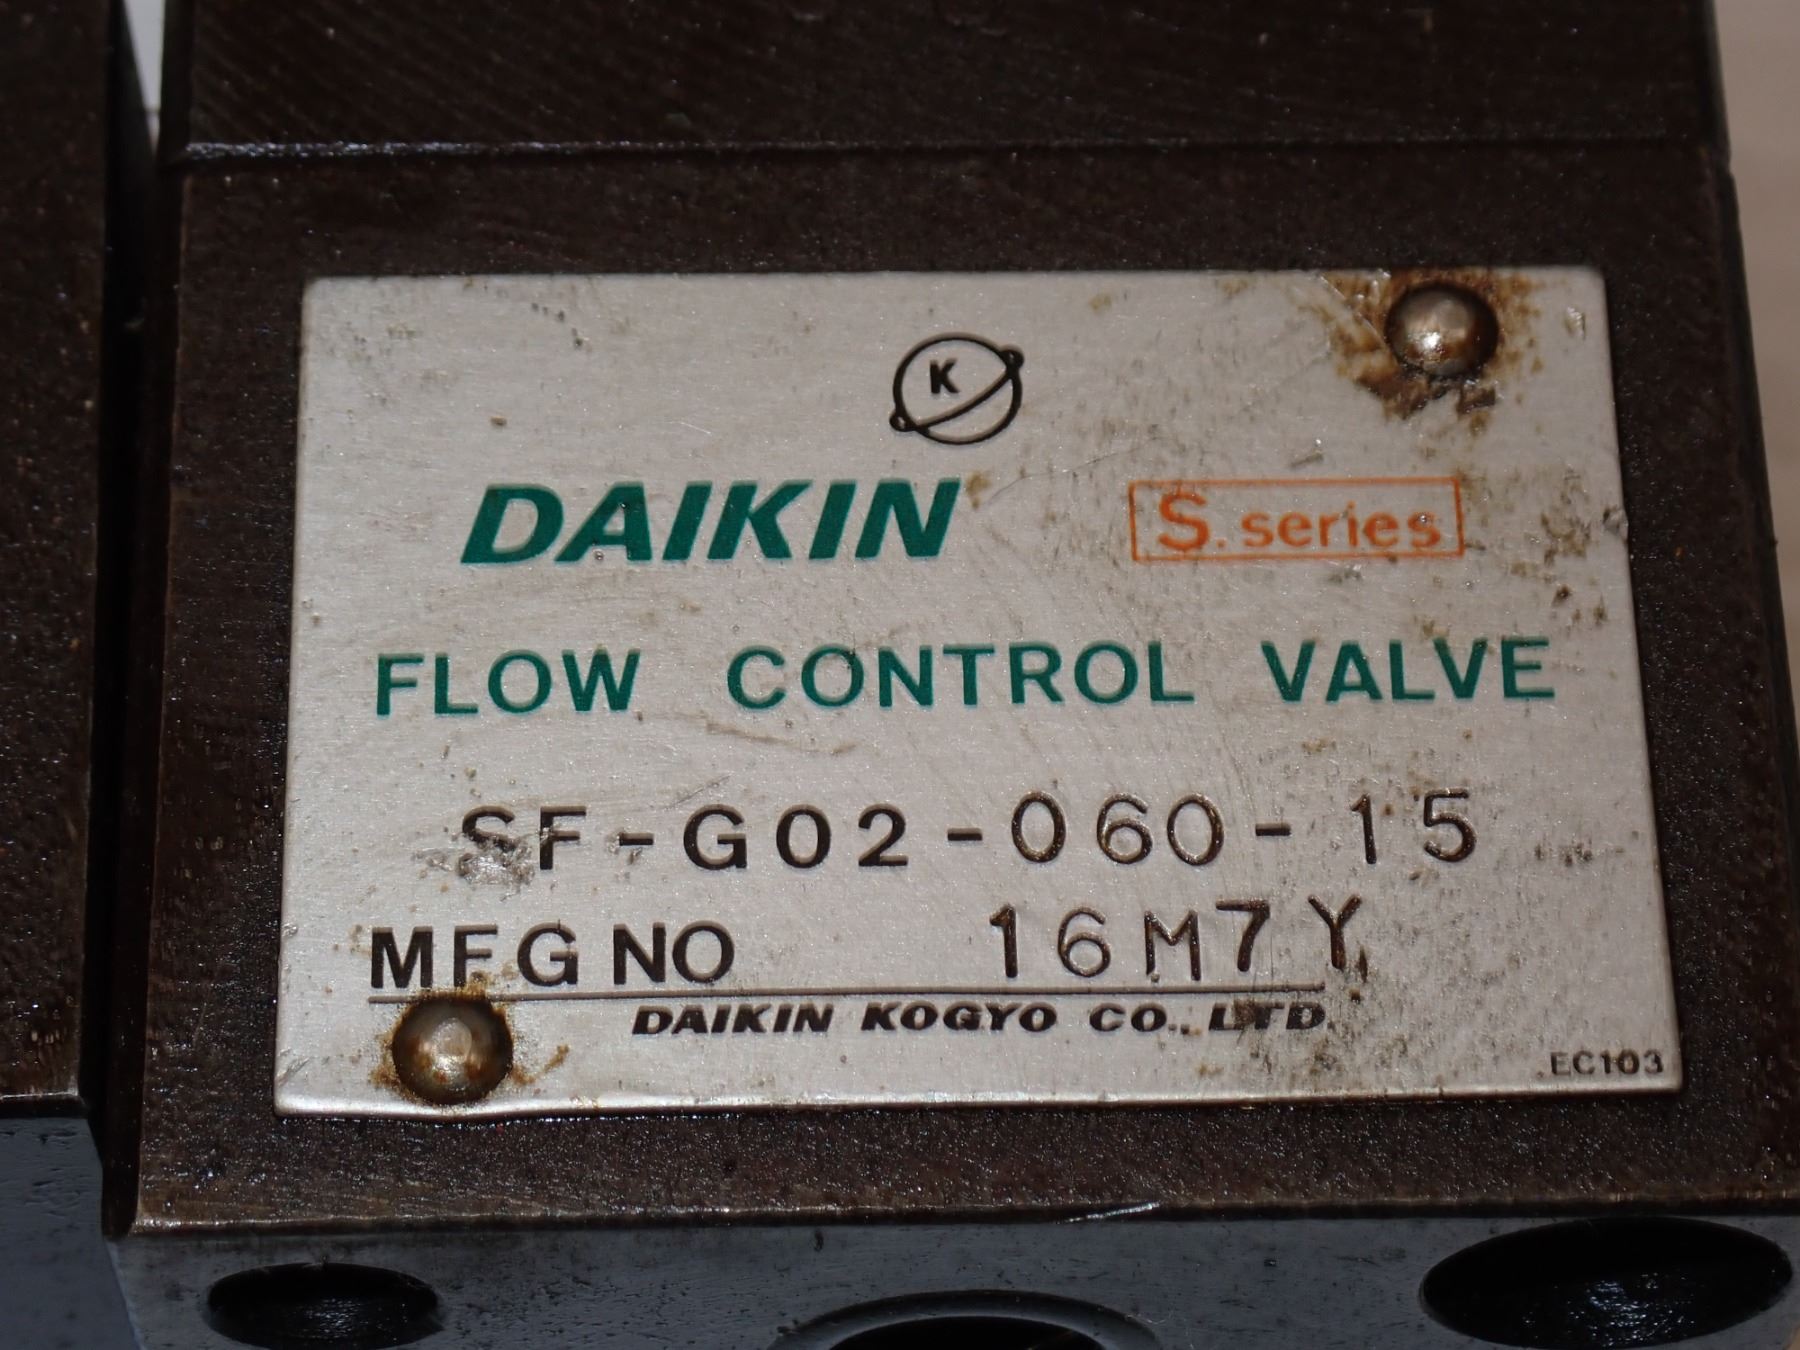 K
DAIKIN S. series
FLOW CONTROL VALVE
SF-G02-060-15
MFG NO 16M7Y
DAIKIN KOGYO CO., LTD.
EC103